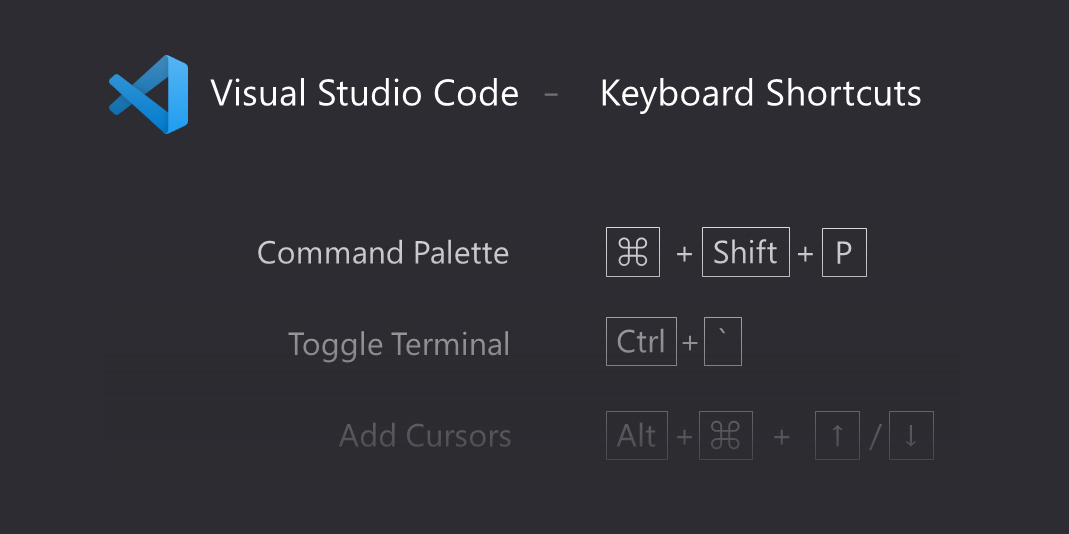 Visual Studio Code - Keyboard Shortcuts
Command Palette ⌘ + Shift + P
Toggle Terminal Ctrl + `
Add Cursors Alt + ⌘ + ↑ / ↓